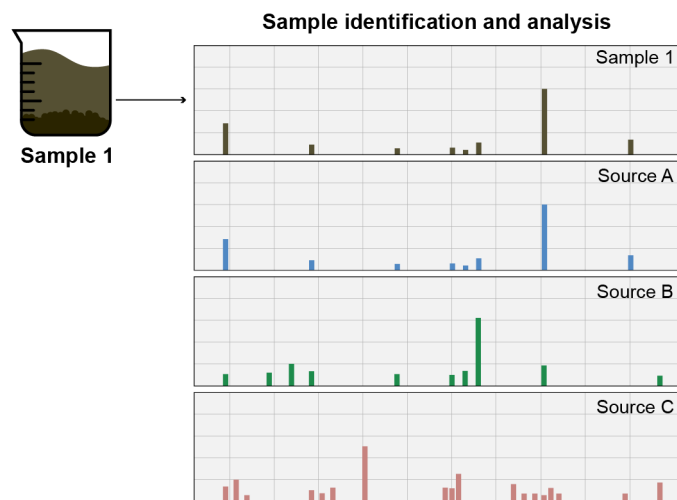 Sample identification and analysis
Sample 1
Sample 1
Source A
Source B
Source C